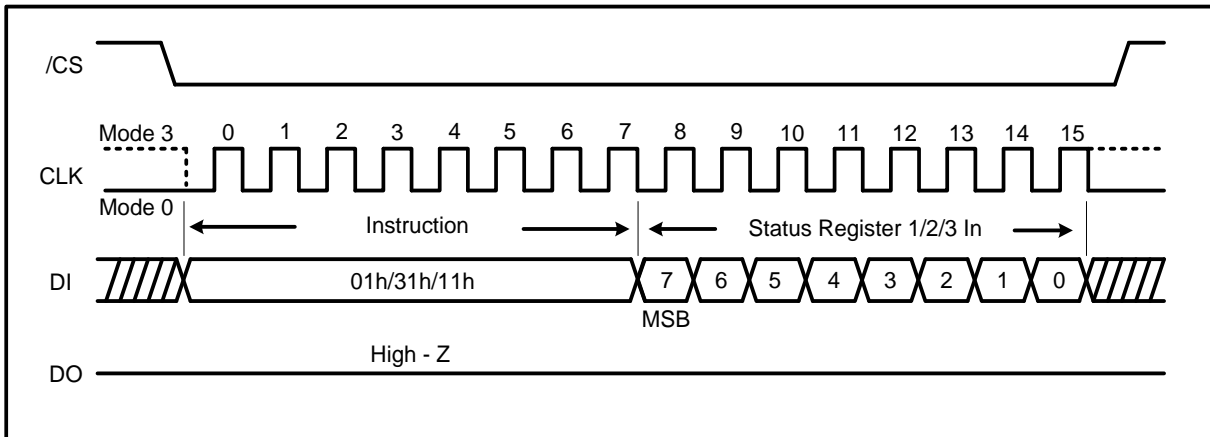 /CS
Mode 3 0 1 2 3 4 5 6 7 8 9 10 11 12 13 14 15
CLK
Mode 0
Instruction Status Register 1/2/3 In
DI 01h/31h/11h 7 6 5 4 3 2 1 0
MSB
High - Z
DO